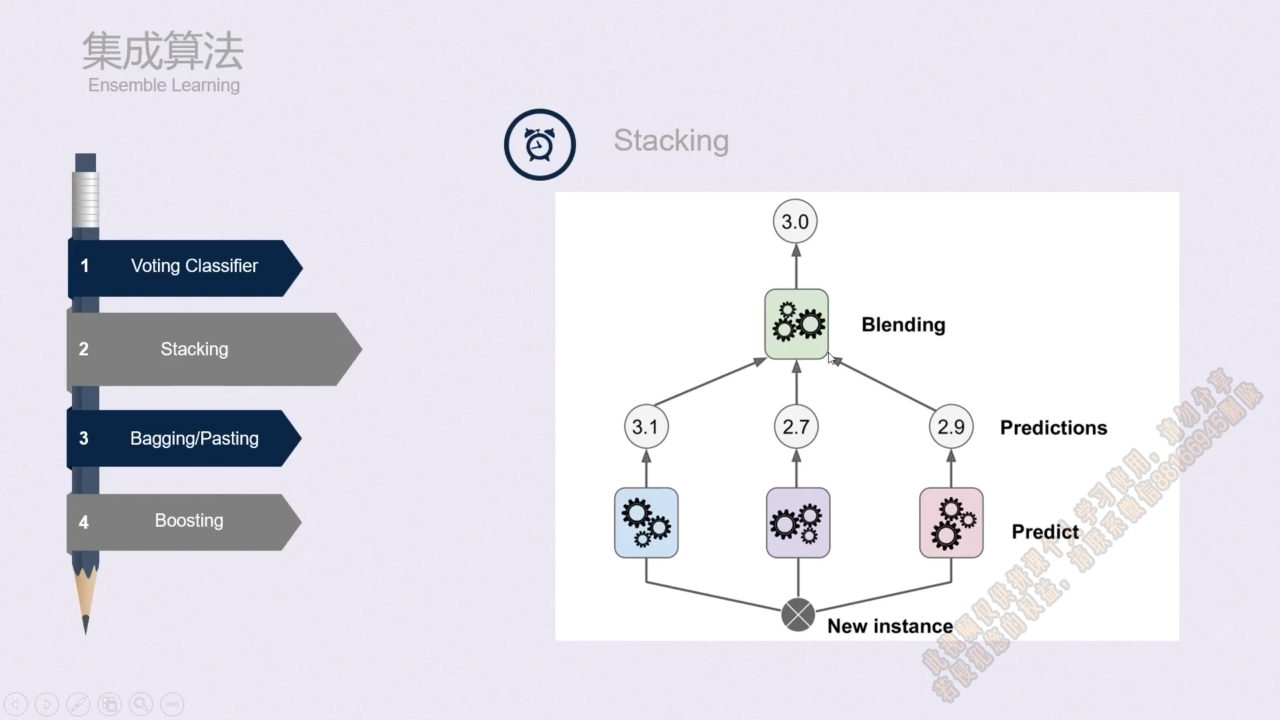 集成算法
Ensemble Learning
Stacking
1 Voting Classifier
2 Stacking
3 Bagging/Pasting
4 Boosting
3.0
Blending
3.1 2.7 2.9 Predictions
Predict
New instance
此视频仅供拼课个人学习使用，请勿分享
若侵犯您的权益，请联系微信88166945删除